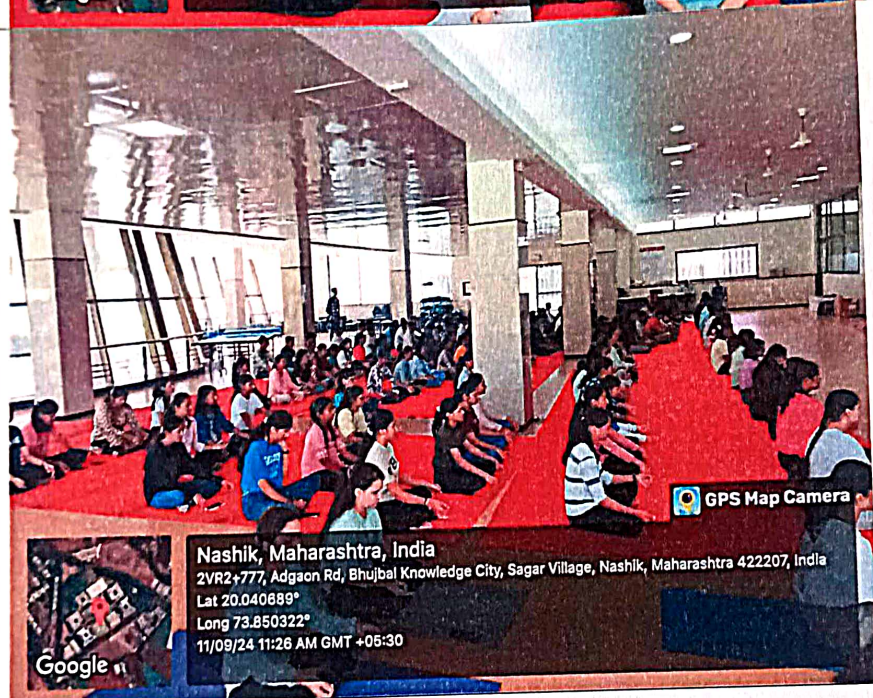 GPS Map Camera
Nashik, Maharashtra, India
2VR2+777, Adgaon Rd, Bhujbal Knowledge City, Sagar Village, Nashik, Maharashtra 422207, India
Lat 20.040689°
Long 73.850322°
11/09/24 11:26 AM GMT +05:30
Google